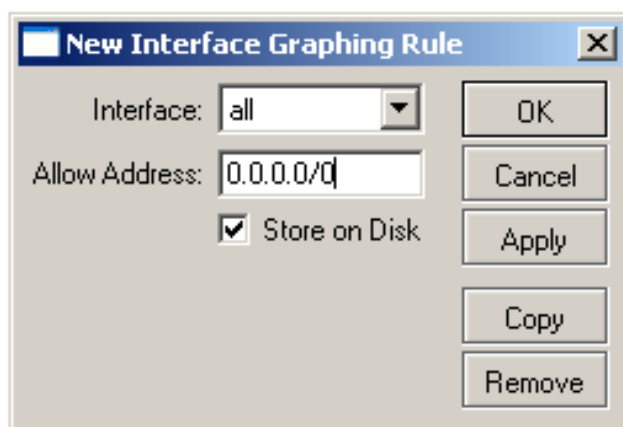 New Interface Graphing Rule
Interface: all
Allow Address: 0.0.0.0/0
Store on Disk
OK
Cancel
Apply
Copy
Remove